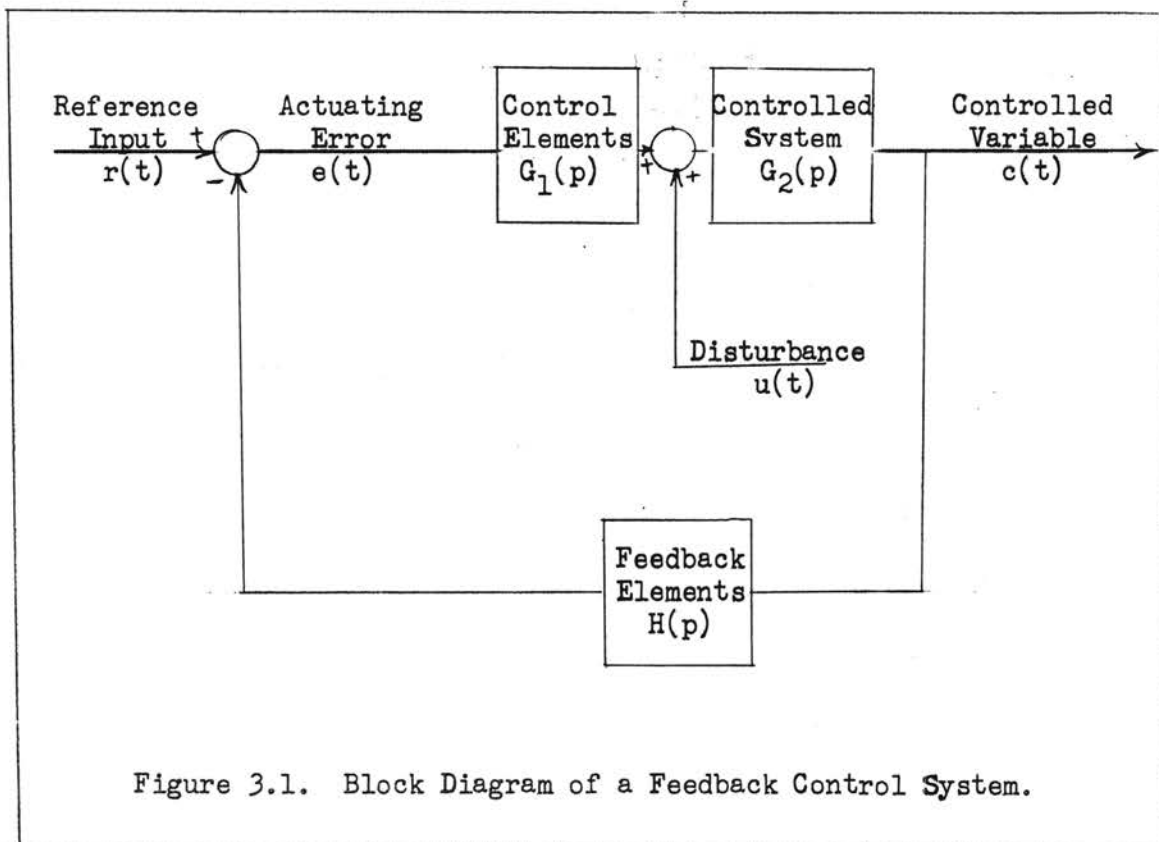 Reference
Input +
r(t)
-
Actuating
Error
e(t)
Control
Elements
G₁(p)
+
+
Controlled
System
G₂(p)
Controlled
Variable
c(t)
Disturbance
u(t)
Feedback
Elements
H(p)
Figure 3.1. Block Diagram of a Feedback Control System.